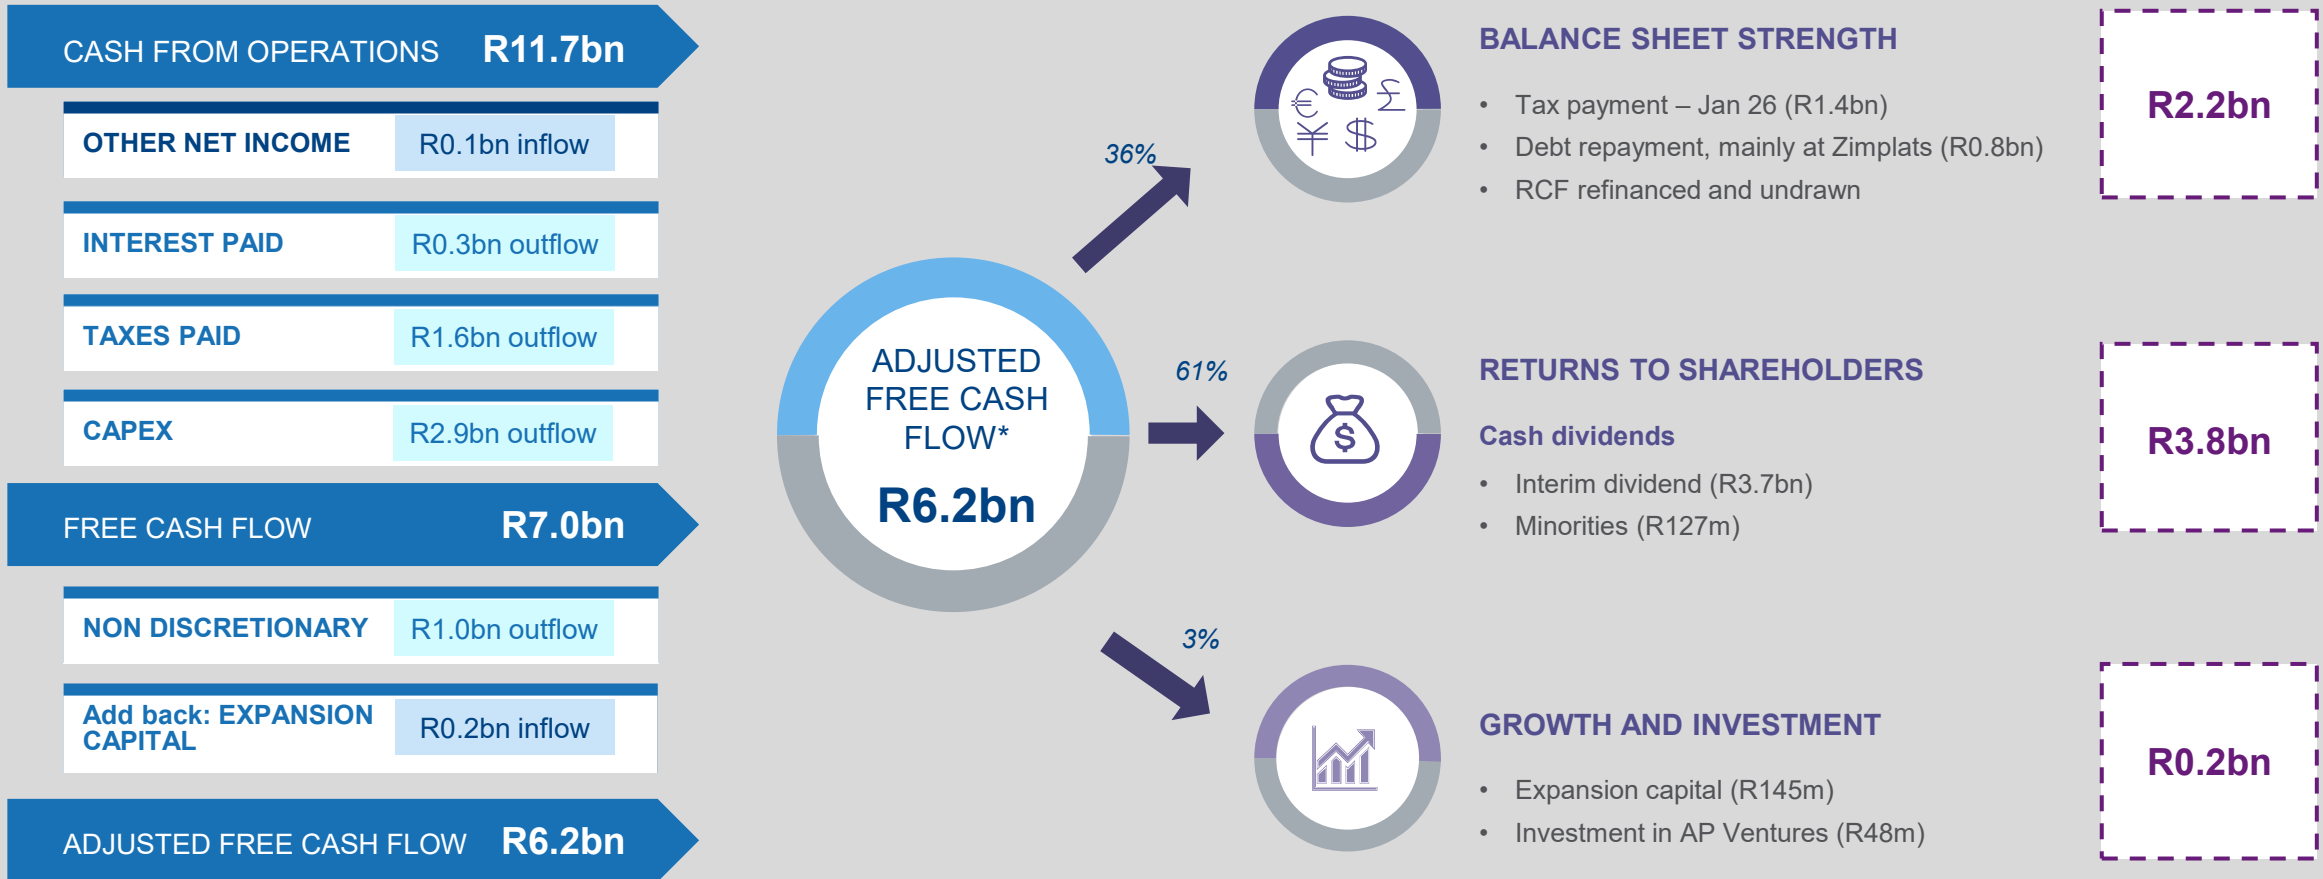 CASH FROM OPERATIONS R11.7bn
OTHER NET INCOME R0.1bn inflow
INTEREST PAID R0.3bn outflow
TAXES PAID R1.6bn outflow
CAPEX R2.9bn outflow
FREE CASH FLOW R7.0bn
NON DISCRETIONARY R1.0bn outflow
Add back: EXPANSION
CAPITAL
R0.2bn inflow
ADJUSTED FREE CASH FLOW R6.2bn
ADJUSTED
FREE CASH
FLOW*
R6.2bn
36%
61%
3%
BALANCE SHEET STRENGTH
• Tax payment – Jan 26 (R1.4bn)
• Debt repayment, mainly at Zimplats (R0.8bn)
• RCF refinanced and undrawn
R2.2bn
RETURNS TO SHAREHOLDERS
Cash dividends
• Interim dividend (R3.7bn)
• Minorities (R127m)
R3.8bn
GROWTH AND INVESTMENT
• Expansion capital (R145m)
• Investment in AP Ventures (R48m)
R0.2bn